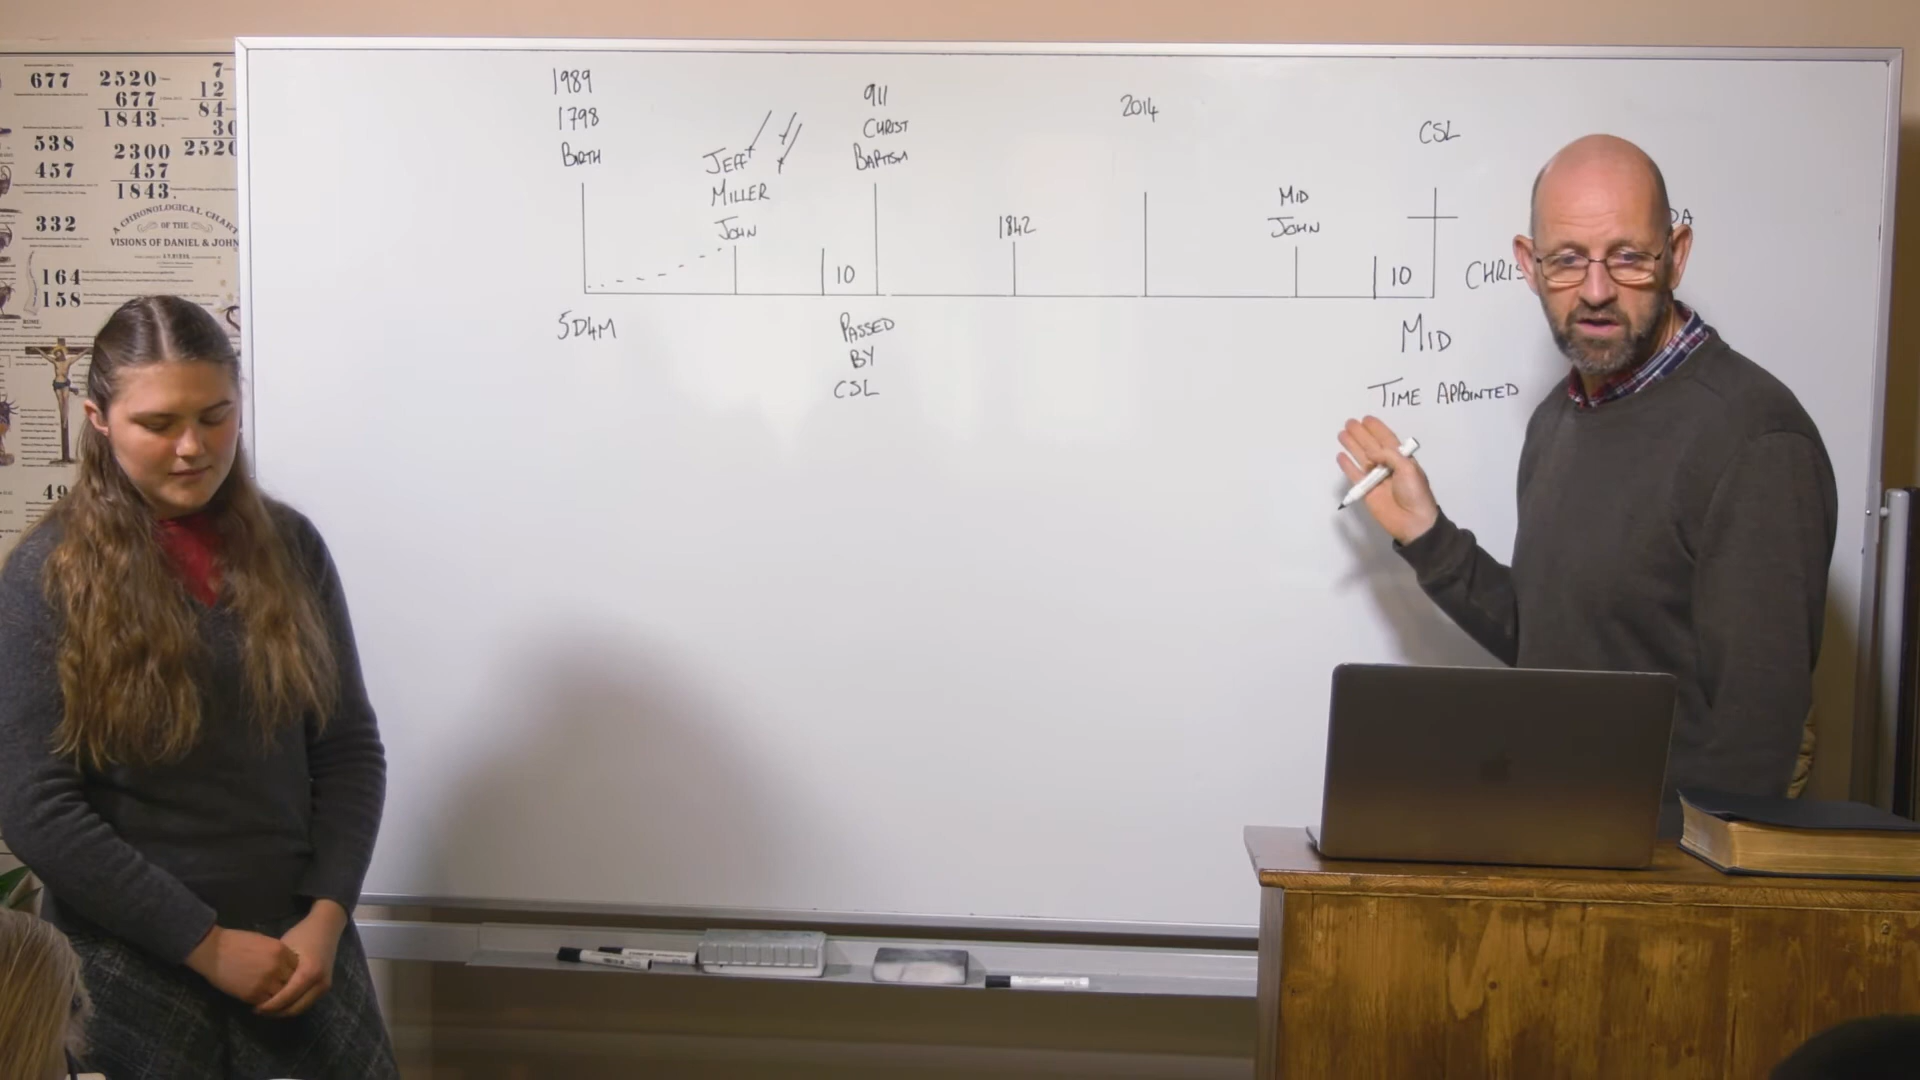 677
2520
677
1843.
7
12
84
30
2520
538
457
2300
457
1843.
332
A CHRONOLOGICAL CHART
OF THE
VISIONS OF DANIEL & JOHN
164
158
49
1989
1798
BIRTH
JEFF
MILLER
JOHN
911
CHRIST
BAPTISM
1842
2014
MID
JOHN
CSL
10
10
CHRIS
DA
5D4M
PASSED
BY
CSL
MID
TIME APPOINTED